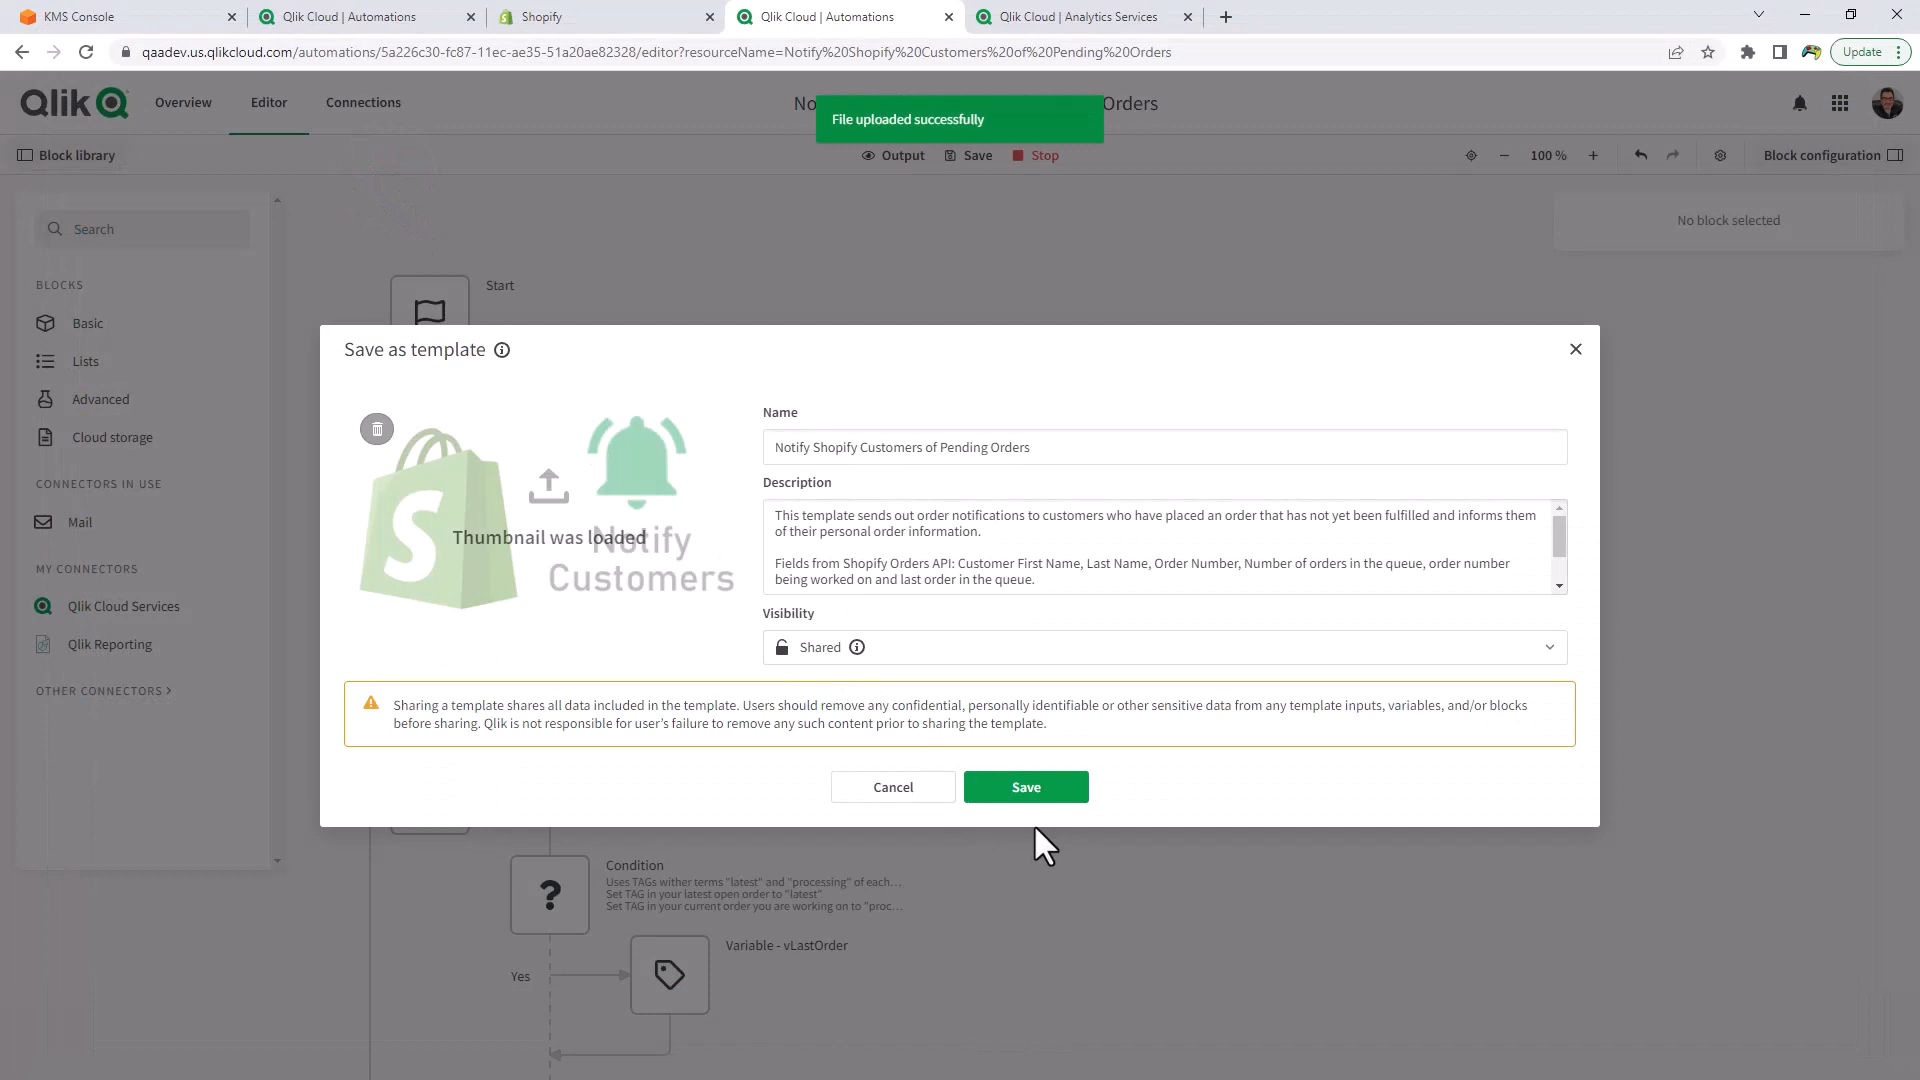 KMS Console
Qlik Cloud | Automations
Shopify
Qlik Cloud | Automations
Qlik Cloud | Analytics Services
qaadev.us.qlikcloud.com/automations/5a226c30-fc87-11ec-ae35-51a20ae82328/editor?resourceName=Notify%20Shopify%20Customers%20of%20Pending%20Orders
Update
Qlik
Overview
Editor
Connections
No
Orders
File uploaded successfully
Block library
Output
Save
Stop
100 %
Block configuration
Search
No block selected
BLOCKS
Basic
Lists
Advanced
Cloud storage
CONNECTORS IN USE
Mail
MY CONNECTORS
Qlik Cloud Services
Qlik Reporting
OTHER CONNECTORS
Start
Save as template
S
Notify
Customers
Thumbnail was loaded
Name
Notify Shopify Customers of Pending Orders
Description
This template sends out order notifications to customers who have placed an order that has not yet been fulfilled and informs them
of their personal order information.
Fields from Shopify Orders API: Customer First Name, Last Name, Order Number, Number of orders in the queue, order number
being worked on and last order in the queue.
Visibility
Shared
Sharing a template shares all data included in the template. Users should remove any confidential, personally identifiable or other sensitive data from any template inputs, variables, and/or blocks
before sharing. Qlik is not responsible for user's failure to remove any such content prior to sharing the template.
Cancel
Save
Condition
Uses TAGs wither terms "latest" and "processing" of each...
Set TAG in your latest open order to "latest"
Set TAG in your current order you are working on to "proc...
Variable - vLastOrder
Yes